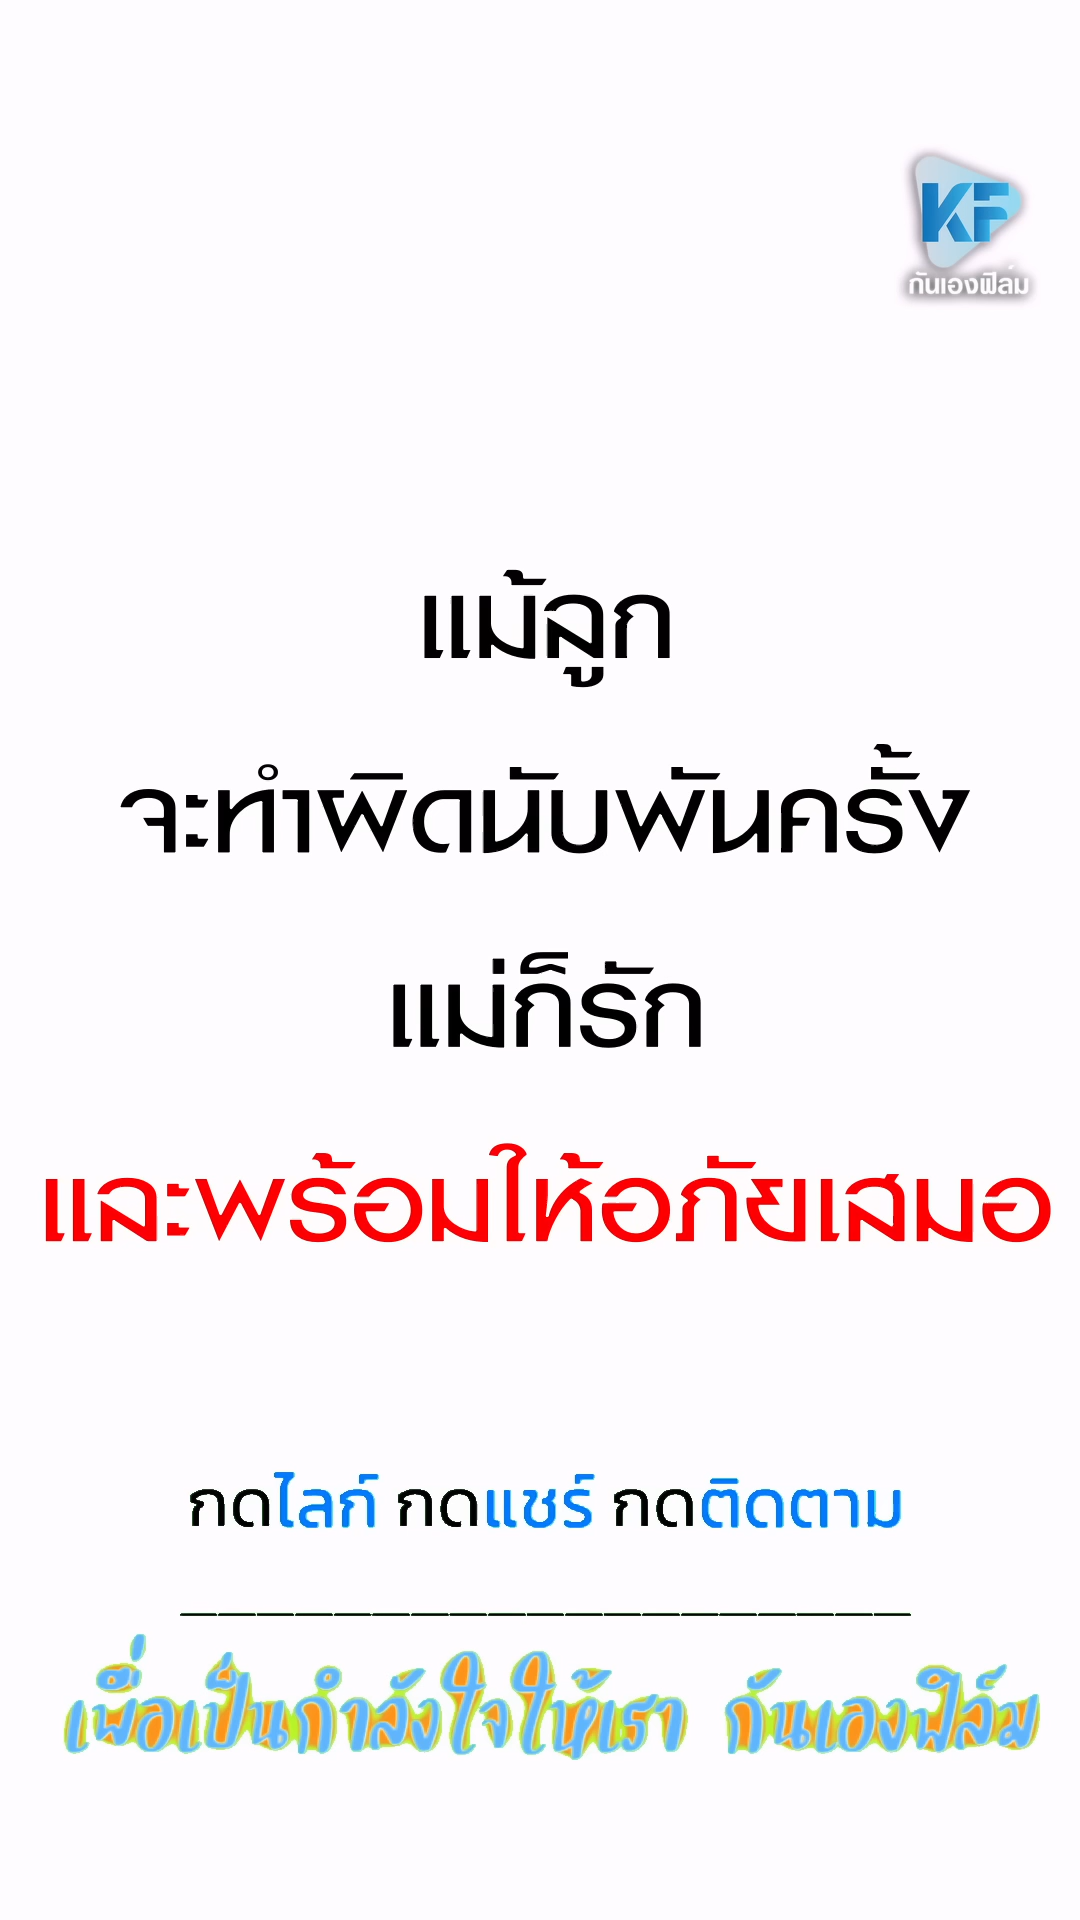 KF
กันเองฟิล์ม
แม้ลูก
จะทำผิดนับพันครั้ง
แม่ก็รัก
และพร้อมให้อภัยเสมอ
กดไลก์ กดแชร์ กดติดตาม
___________________
เพื่อเป็นกำลังใจให้เรา กันเองฟิล์ม